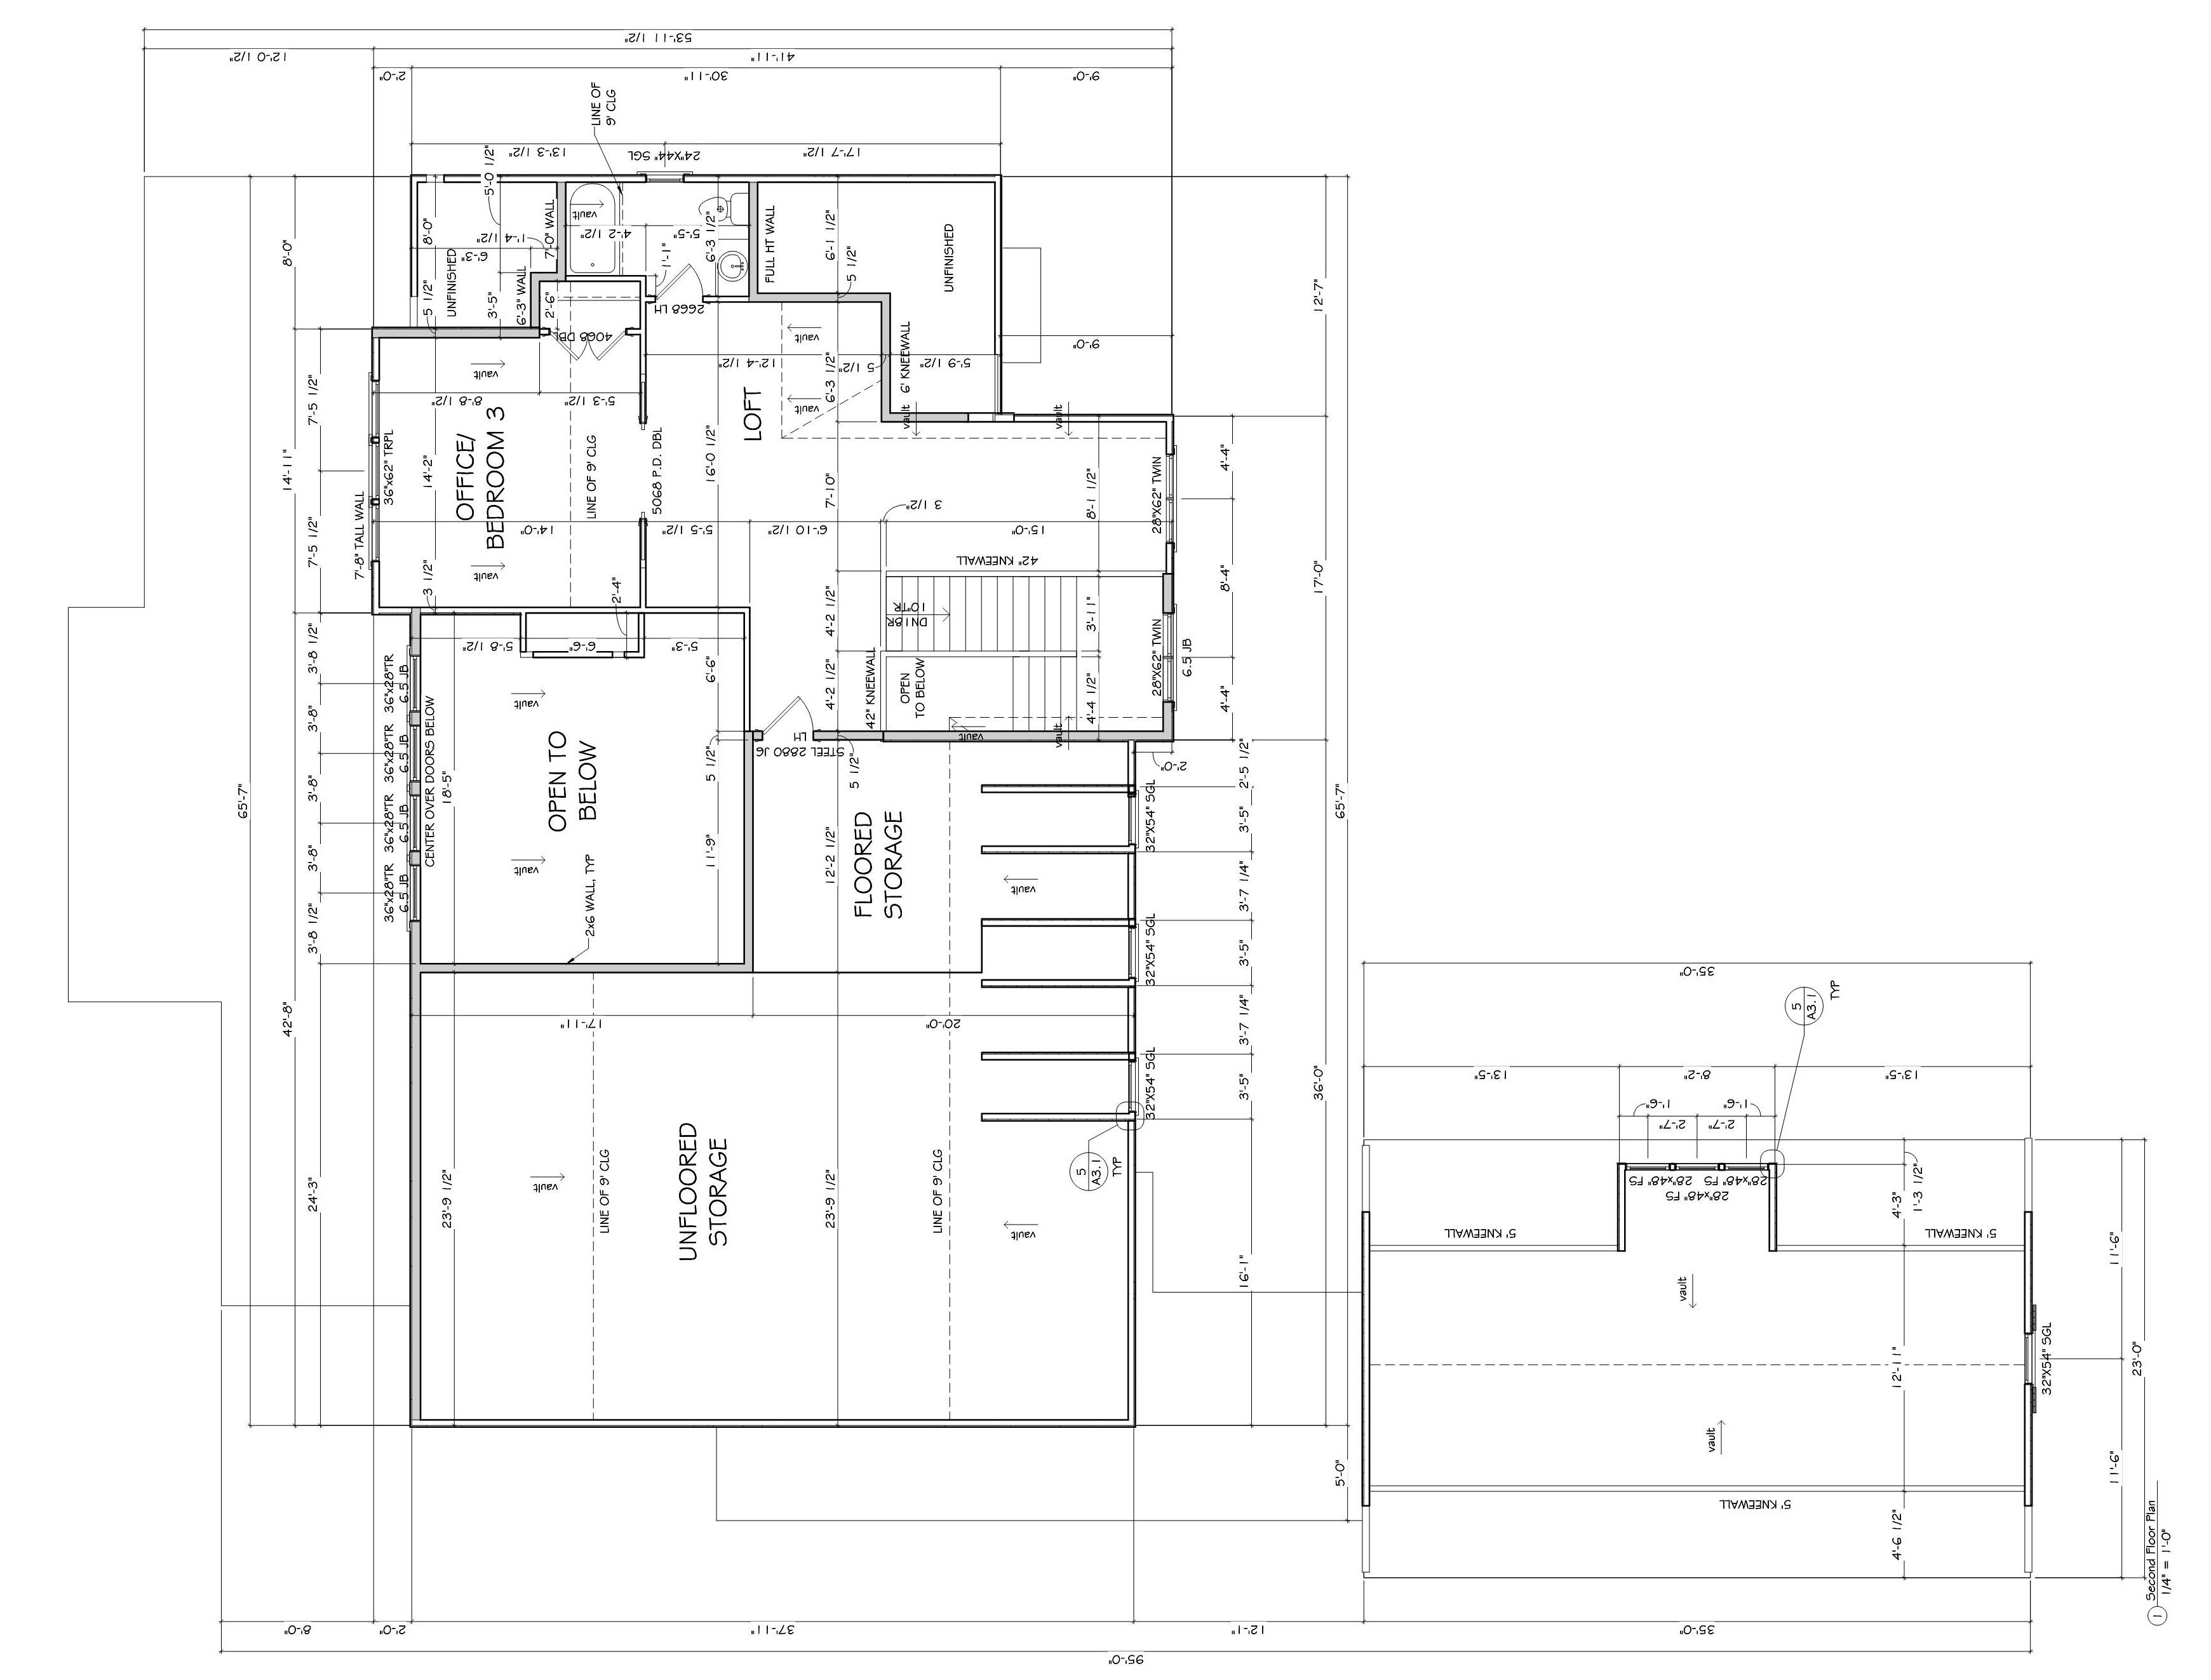 53'-11 1/2"
12'-0 1/2"
41'-11"
2'-0"
30'-11"
9'-0"
LINE OF
9' CLG
13'-3 1/2"
24"X44" SGL
17'-7 1/2"
5'-0 1/2"
8'-0"
8'-0"
1'-4 1/2"
6'-3"
7'-0" WALL
vault
4'-2 1/2"
5'-5"
6'-3 1/2"
1'-1"
FULL HT WALL
6'-1 1/2"
5 1/2"
UNFINISHED
UNFINISHED
5 1/2"
3'-5"
6'-3" WALL
2'-6"
4068 DBL
2668 LH
12'-7"
9'-0"
vault
vault
12'-4 1/2"
5 1/2"
5'-9 1/2"
6'-3 1/2"
6' KNEEWALL
vault
vault
vault
8'-8 1/2"
5'-3 1/2"
LOFT
OFFICE/
BEDROOM 3
7'-5 1/2"
14'-11"
7'-5 1/2"
7'-8" TALL WALL
36"x62" TRPL
14'-2"
LINE OF 9' CLG
5068 P.D. DBL
16'-0 1/2"
7'-10"
3 1/2"
8'-1 1/2"
28"X62" TWIN
4'-4"
14'-0"
5'-5 1/2"
6'-10 1/2"
15'-0"
42" KNEEWALL
vault
3 1/2"
2'-4"
4'-2 1/2"
10"TR
DN18R
3'-11"
8'-4"
17'-0"
5'-8 1/2"
6'-6"
5'-3"
6'-6"
4'-2 1/2"
42" KNEEWALL
OPEN
TO BELOW
4'-4 1/2"
28"X62" TWIN
6.5 JB
4'-4"
3'-8 1/2"
3'-8"
3'-8"
3'-8"
3'-8 1/2"
36"x28"TR
36"x28"TR
36"x28"TR
36"x28"TR
6.5 JB
6.5 JB
6.5 JB
6.5 JB
CENTER OVER DOORS BELOW
18'-5"
vault
vault
OPEN TO
BELOW
2x6 WALL, TYP
5 1/2"
11'-9"
STEEL 2880 JG
LH
5 1/2"
vault
vault
2'-0"
12'-2 1/2"
FLOORED
STORAGE
vault
32"X54" SGL
32"X54" SGL
32"X54" SGL
2'-5 1/2"
3'-5"
3'-7 1/4"
3'-5"
3'-7 1/4"
3'-5"
16'-1"
65'-7"
65'-7"
36'-0"
42'-8"
24'-3"
17'-11"
20'-0"
23'-9 1/2"
vault
LINE OF 9' CLG
UNFLOORED
STORAGE
23'-9 1/2"
LINE OF 9' CLG
vault
5
A3.1
TYP
5'-0"
35'-0"
5
A3.1
TYP
13'-5"
8'-2"
13'-5"
1'-6"
1'-6"
2'-7"
2'-7"
28"x48" FS
28"x48" FS
28"x48" FS
5' KNEEWALL
5' KNEEWALL
4'-3"
1'-3 1/2"
vault
11'-6"
12'-11"
23'-0"
32"X54" SGL
vault
11'-6"
5' KNEEWALL
4'-6 1/2"
8'-0"
2'-0"
37'-11"
12'-1"
35'-0"
95'-0"
1
Second Floor Plan
1/4" = 1'-0"